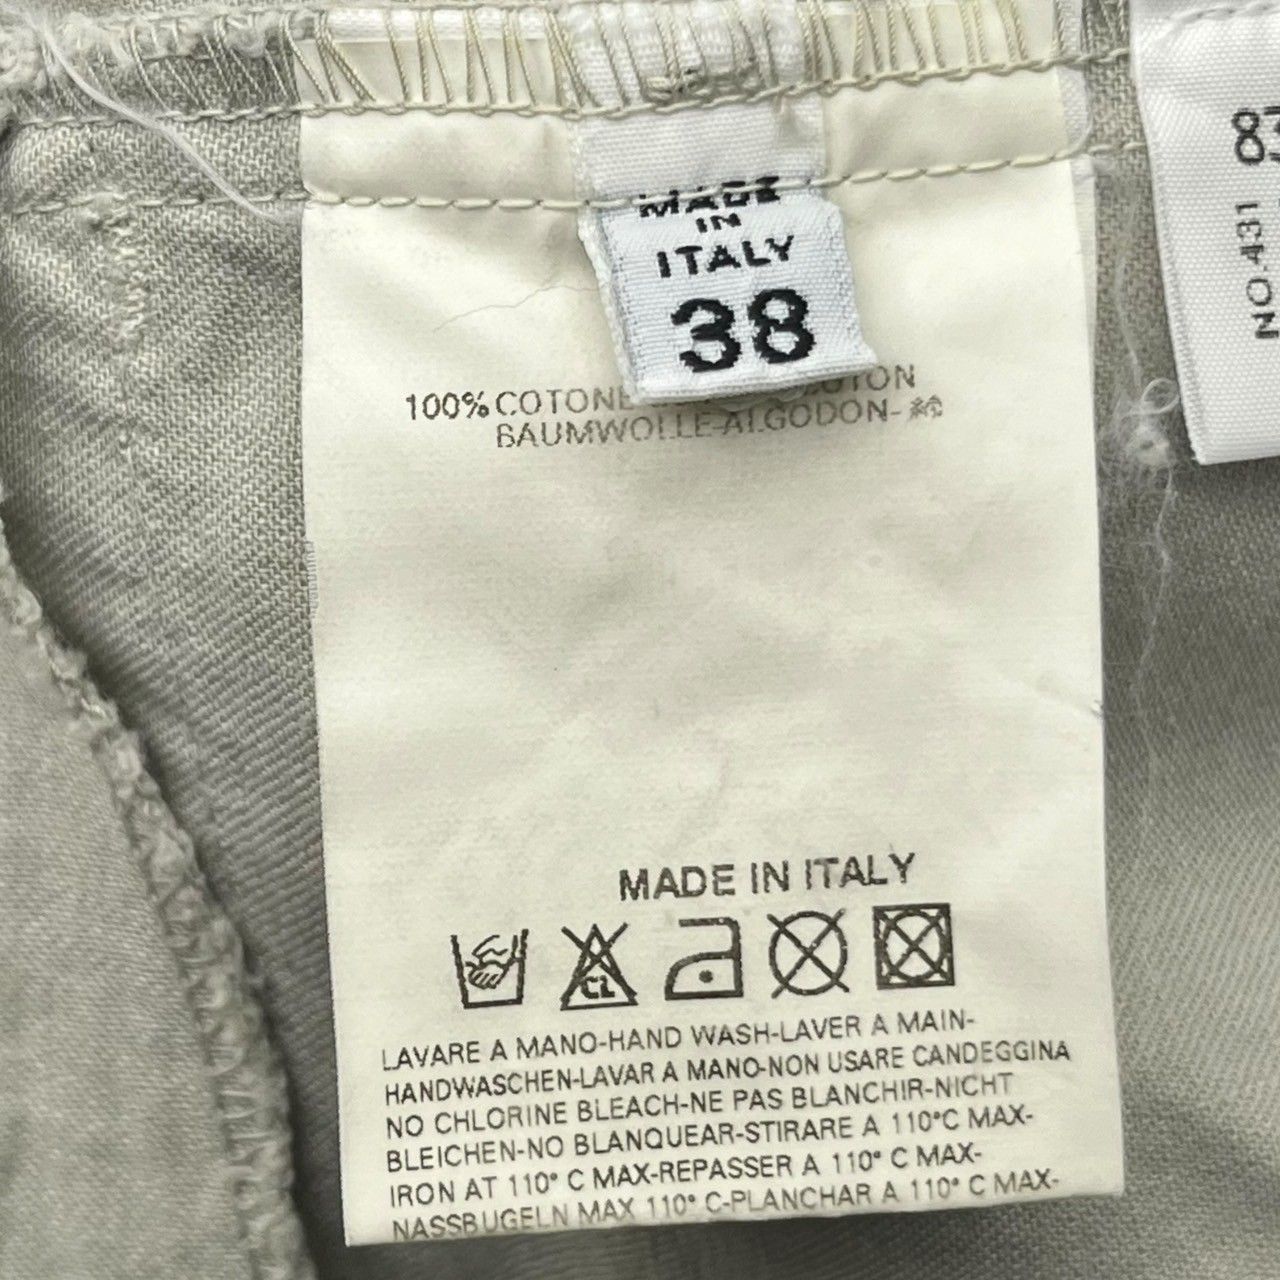 MADE
IN
ITALY
38
100% COTONE
BAUMWOLLE-ALGODON-綿
MADE IN ITALY
CL
LAVARE A MANO-HAND WASH-LAVER A MAIN-
HANDWASCHEN-LAVAR A MANO-NON USARE CANDEGGINA
NO CHLORINE BLEACH-NE PAS BLANCHIR-NICHT
BLEICHEN-NO BLANQUEAR-STIRARE A 110°C MAX-
IRON AT 110° C MAX-REPASSER A 110° C MAX-
NASSBUGELN MAX 110° C-PLANCHAR A 110° C MAX-
NO.431